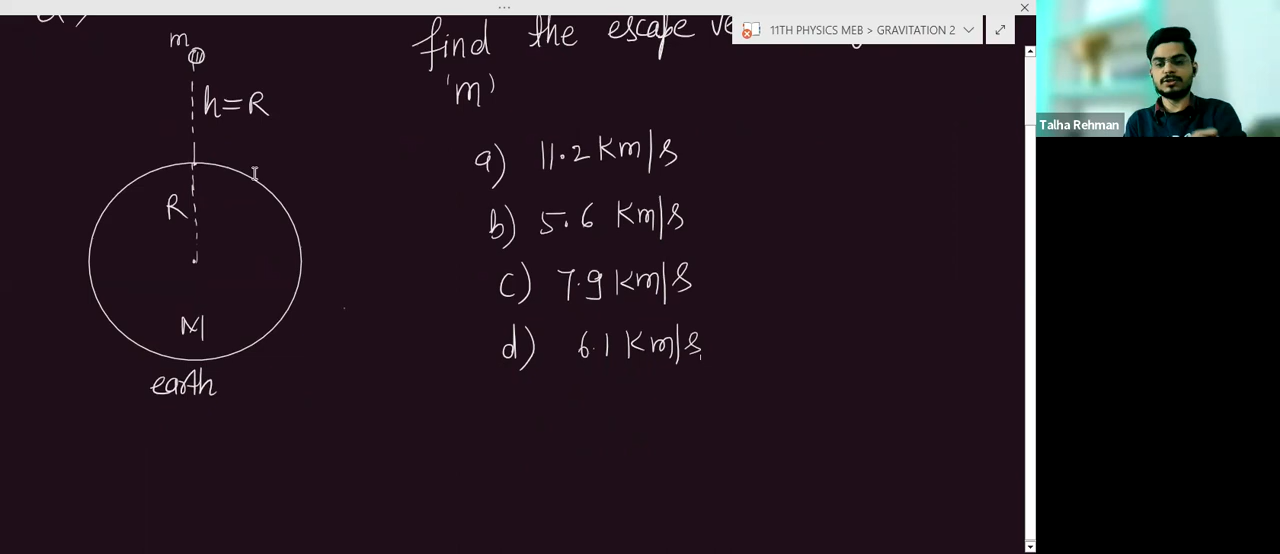 11TH PHYSICS MEB > GRAVITATION 2
find the escape
'm'
m
h=R
R
M
earth
a) 11.2 Km/s
b) 5.6 Km/s
c) 7.9 Km/s
d) 6.1 Km/s
Talha Rehman